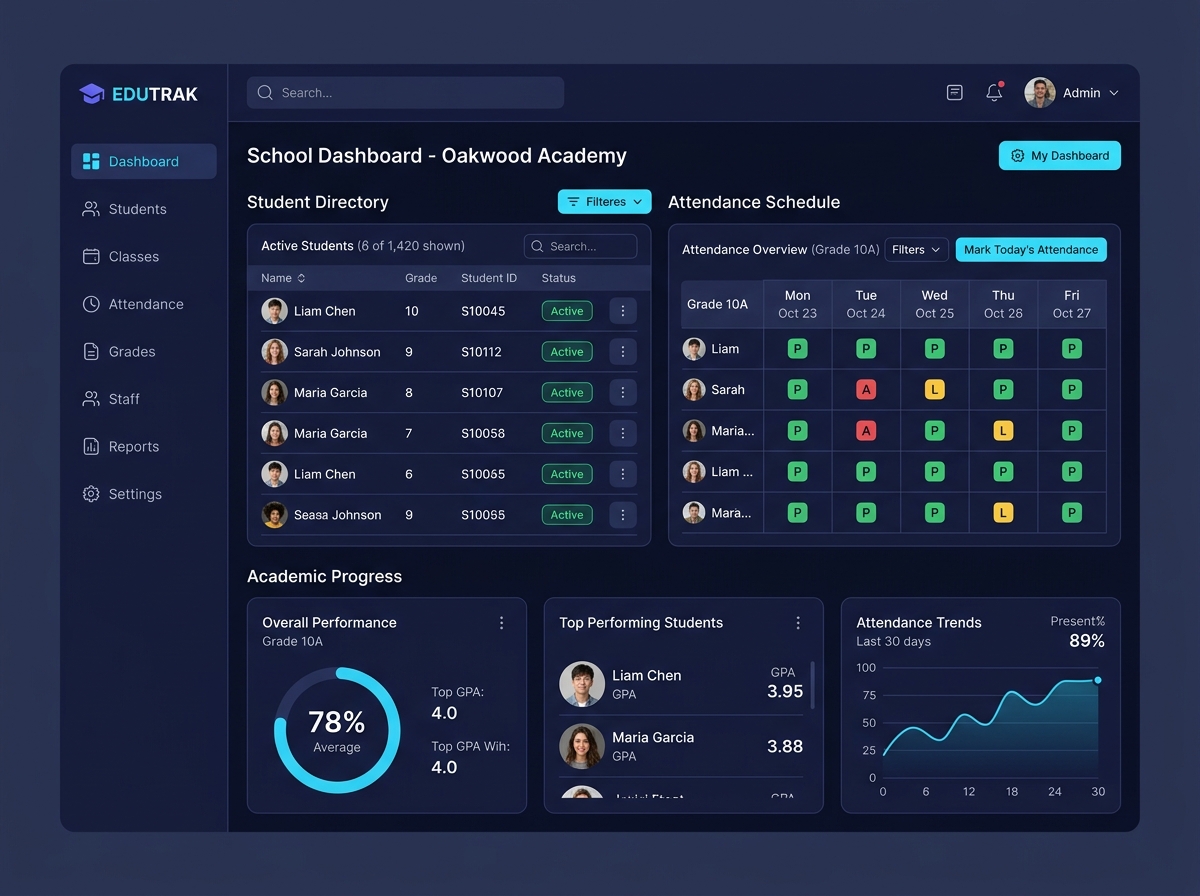 EDUTRAK
Search...
Admin
Dashboard
Students
Classes
Attendance
Grades
Staff
Reports
Settings
School Dashboard - Oakwood Academy
My Dashboard
Student Directory
Filteres
Active Students (6 of 1,420 shown)
Search...
Name Grade Student ID Status
Liam Chen 10 S10045 Active
Sarah Johnson 9 S10112 Active
Maria Garcia 8 S10107 Active
Maria Garcia 7 S10058 Active
Liam Chen 6 S10065 Active
Seasa Johnson 9 S10055 Active
Attendance Schedule
Attendance Overview (Grade 10A) Filters Mark Today's Attendance
Grade 10A
Mon Tue Wed Thu Fri
Oct 23 Oct 24 Oct 25 Oct 26 Oct 27
Liam P P P P P
Sarah P A L P P
Maria... P A P L P
Liam ... P P P P P
Mara... P P P L P
Academic Progress
Overall Performance
Grade 10A
78%
Average
Top GPA:
4.0
Top GPA Wih:
4.0
Top Performing Students
Liam Chen GPA
GPA 3.95
Maria Garcia 3.88
GPA
GPA
Attendance Trends Present%
Last 30 days 89%
100
75
50
25
0
0 6 12 18 24 30